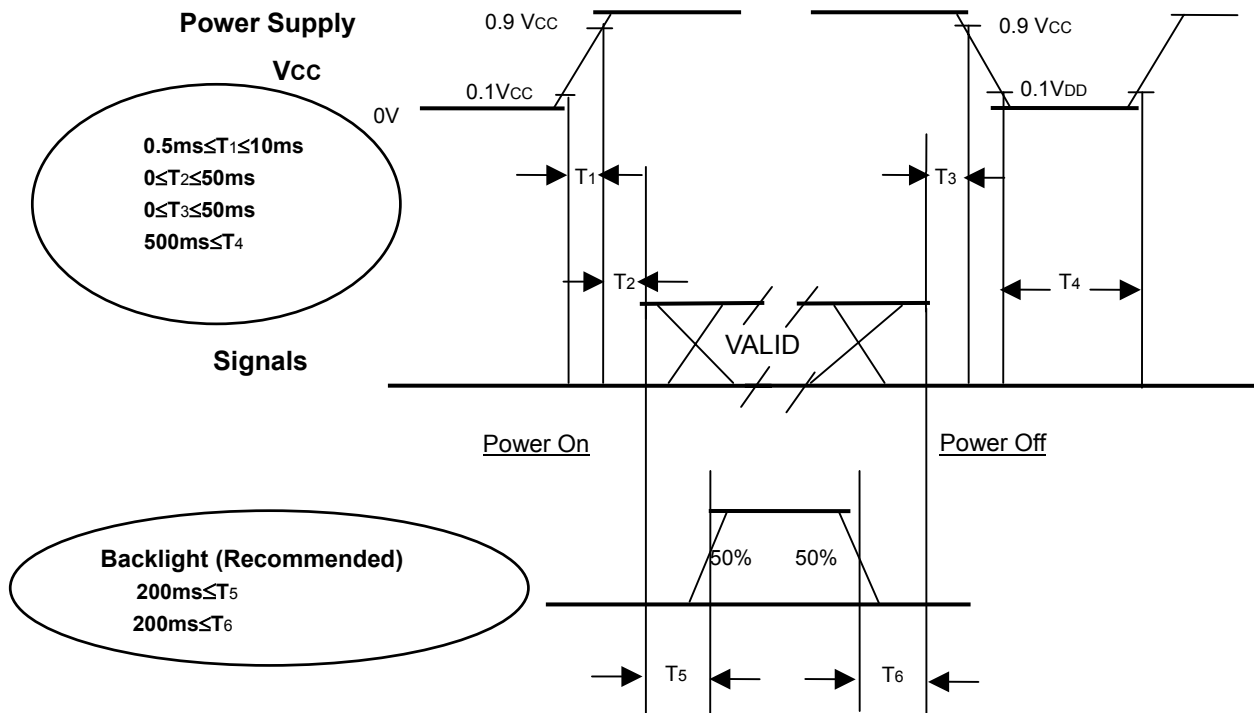 Power Supply
0.9 VCC
0.9 VCC
VCC
0.1VCC
0.1VDD
0V
0.5ms≤T1≤10ms
0≤T2≤50ms
0≤T3≤50ms
500ms≤T4
T1
T3
T2
T4
VALID
Signals
Power On
Power Off
Backlight (Recommended)
200ms≤T5
200ms≤T6
50%
50%
T5
T6